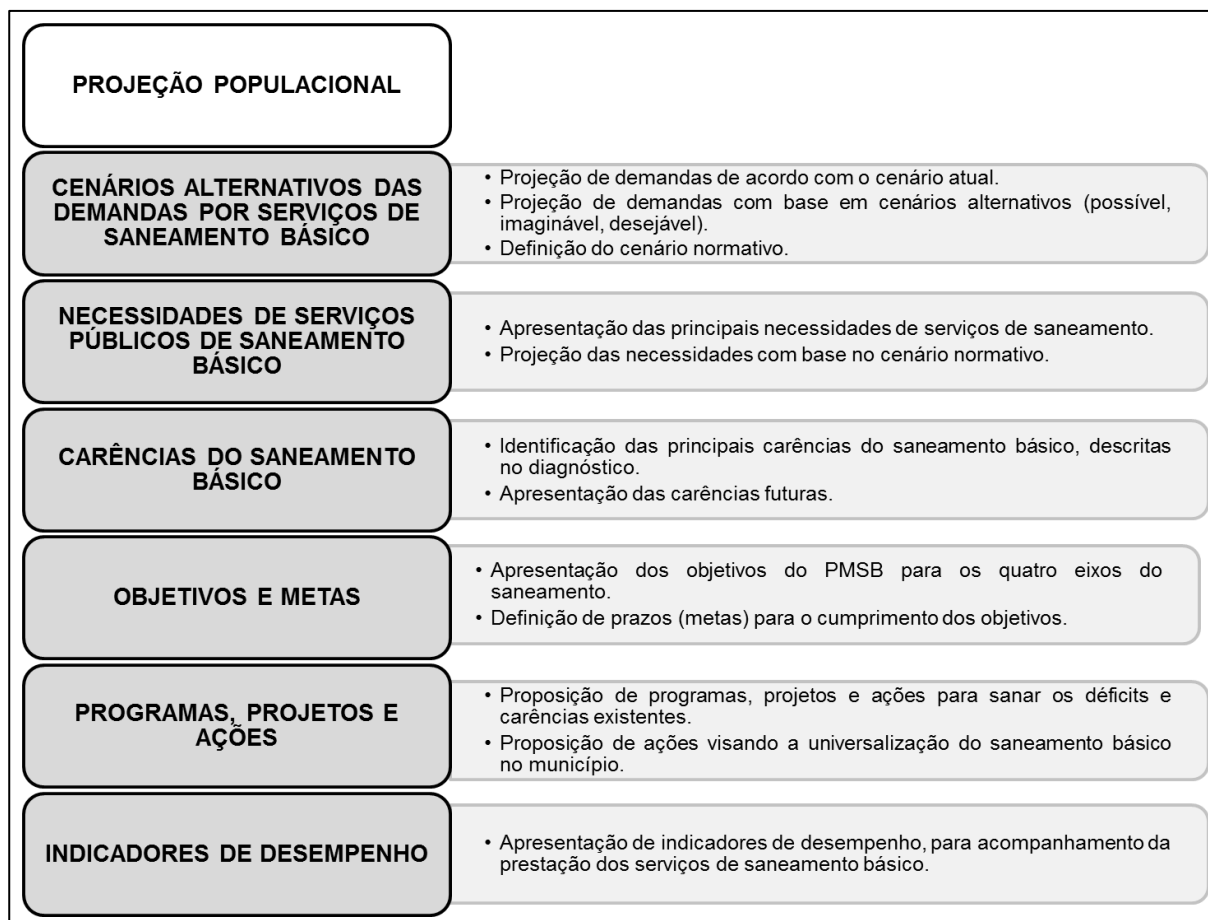 PROJEÇÃO POPULACIONAL
CENÁRIOS ALTERNATIVOS DAS
DEMANDAS POR SERVIÇOS DE
SANEAMENTO BÁSICO
• Projeção de demandas de acordo com o cenário atual.
• Projeção de demandas com base em cenários alternativos (possível,
imaginável, desejável).
• Definição do cenário normativo.
NECESSIDADES DE SERVIÇOS
PÚBLICOS DE SANEAMENTO
BÁSICO
• Apresentação das principais necessidades de serviços de saneamento.
• Projeção das necessidades com base no cenário normativo.
CARÊNCIAS DO SANEAMENTO
BÁSICO
• Identificação das principais carências do saneamento básico, descritas
no diagnóstico.
• Apresentação das carências futuras.
OBJETIVOS E METAS
• Apresentação dos objetivos do PMSB para os quatro eixos do
saneamento.
• Definição de prazos (metas) para o cumprimento dos objetivos.
PROGRAMAS, PROJETOS E
AÇÕES
• Proposição de programas, projetos e ações para sanar os déficits e
carências existentes.
• Proposição de ações visando a universalização do saneamento básico
no município.
INDICADORES DE DESEMPENHO
• Apresentação de indicadores de desempenho, para acompanhamento da
prestação dos serviços de saneamento básico.